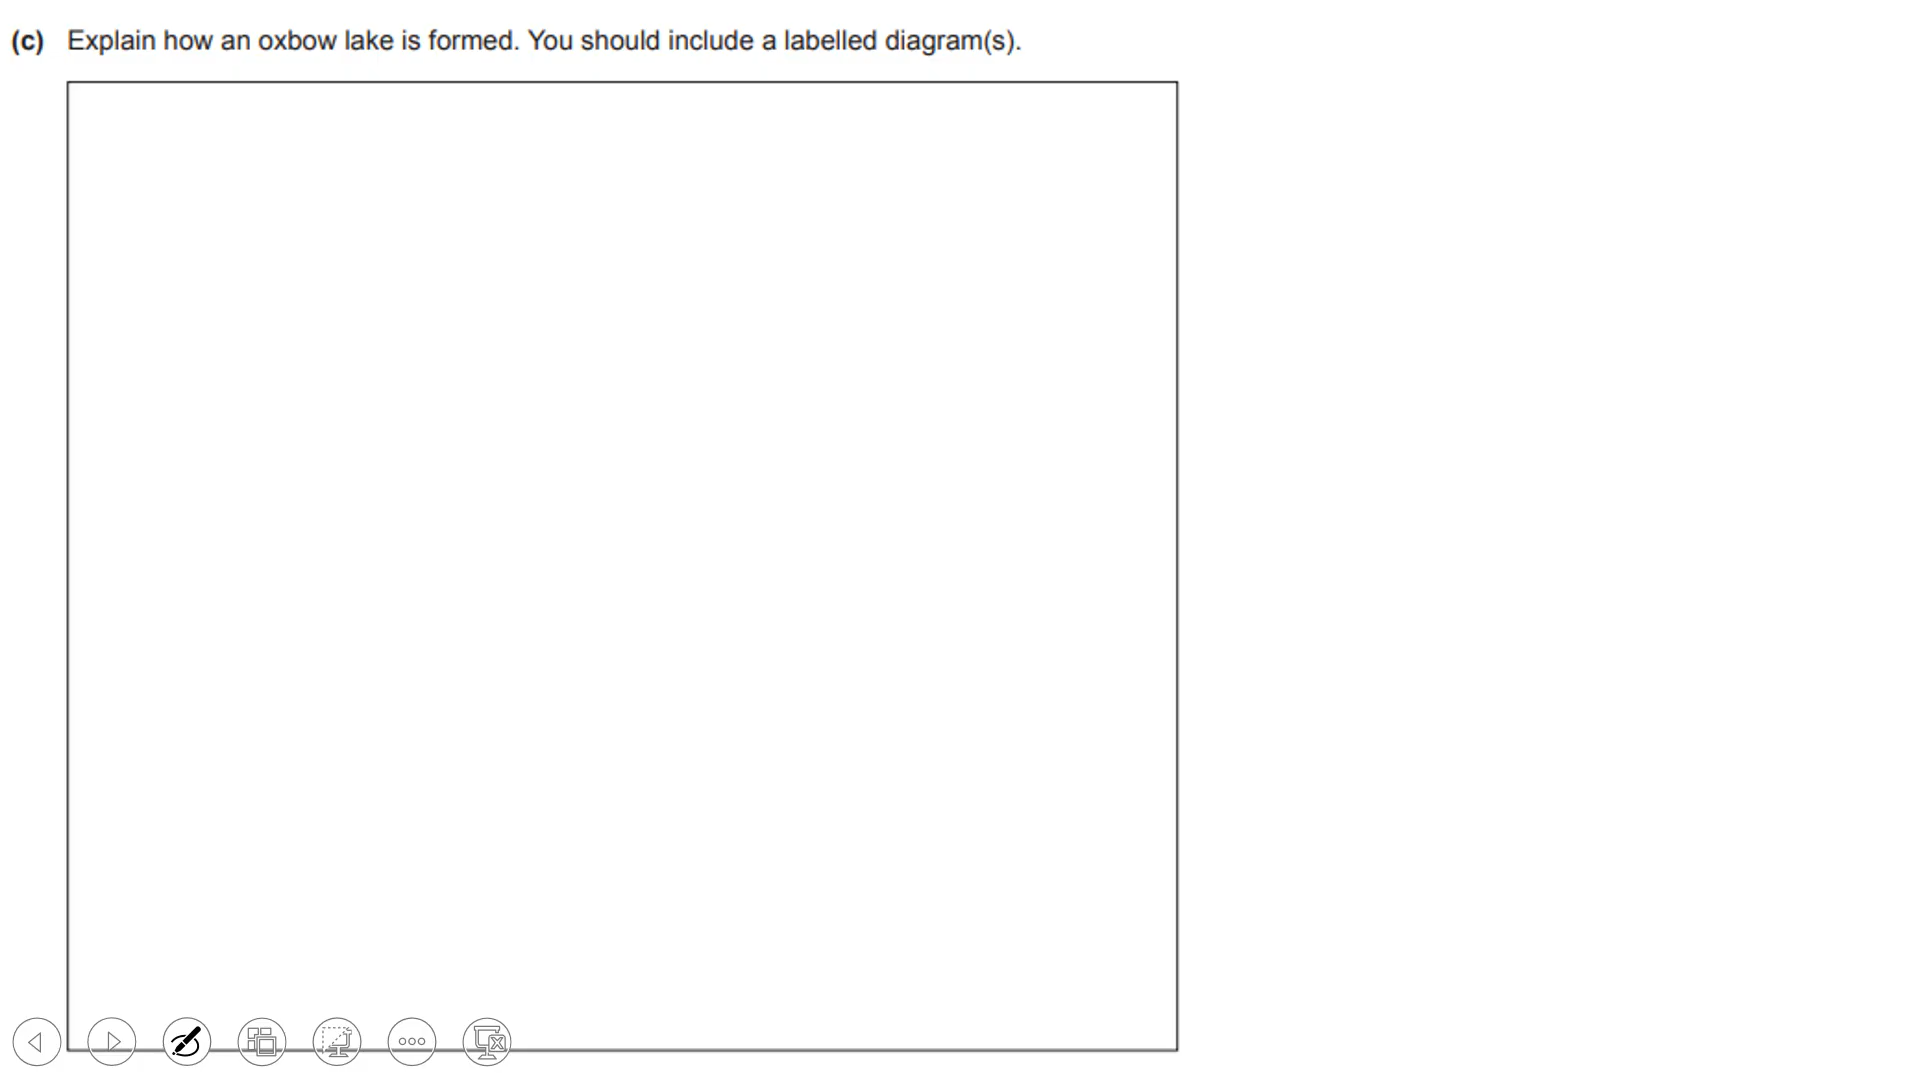 (c) Explain how an oxbow lake is formed. You should include a labelled diagram(s).